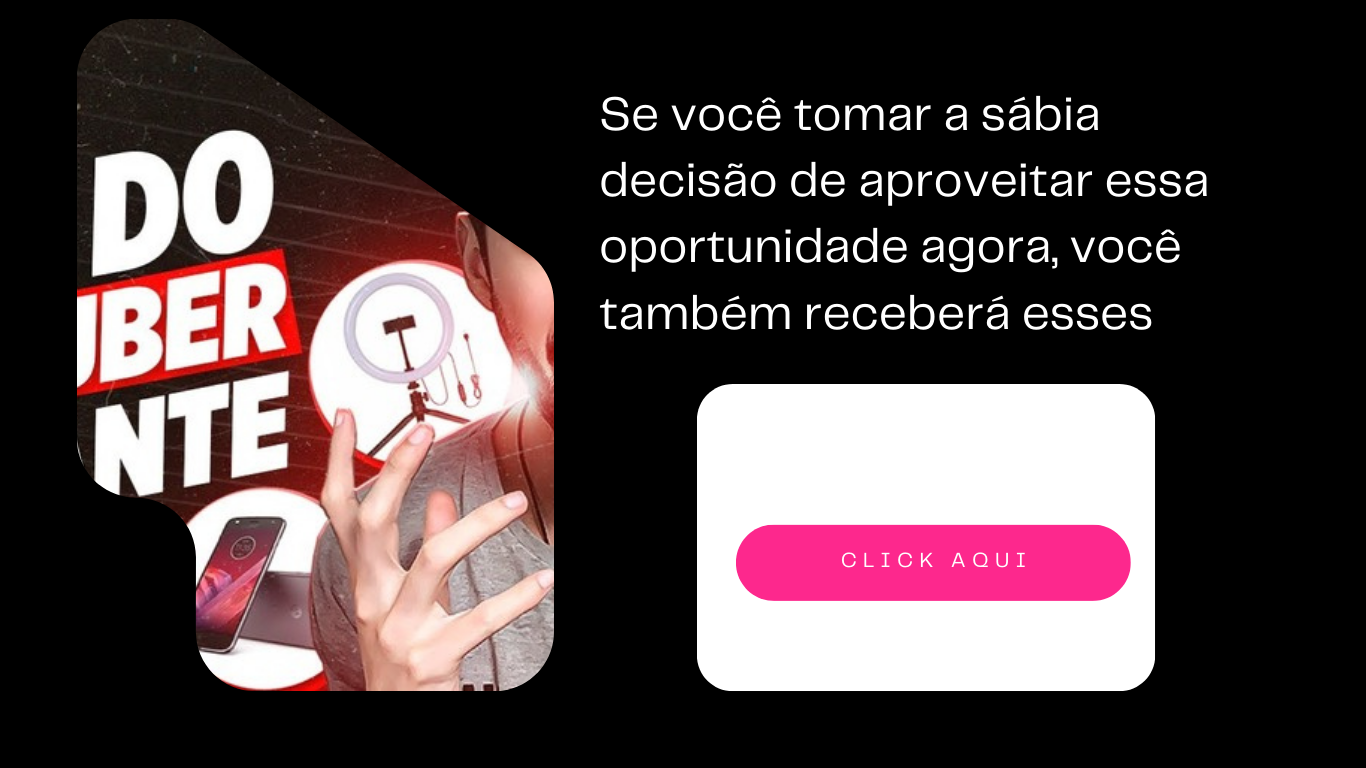 DO
UBER
NTE
Se você tomar a sábia
decisão de aproveitar essa
oportunidade agora, você
também receberá esses
CLICK AQUI